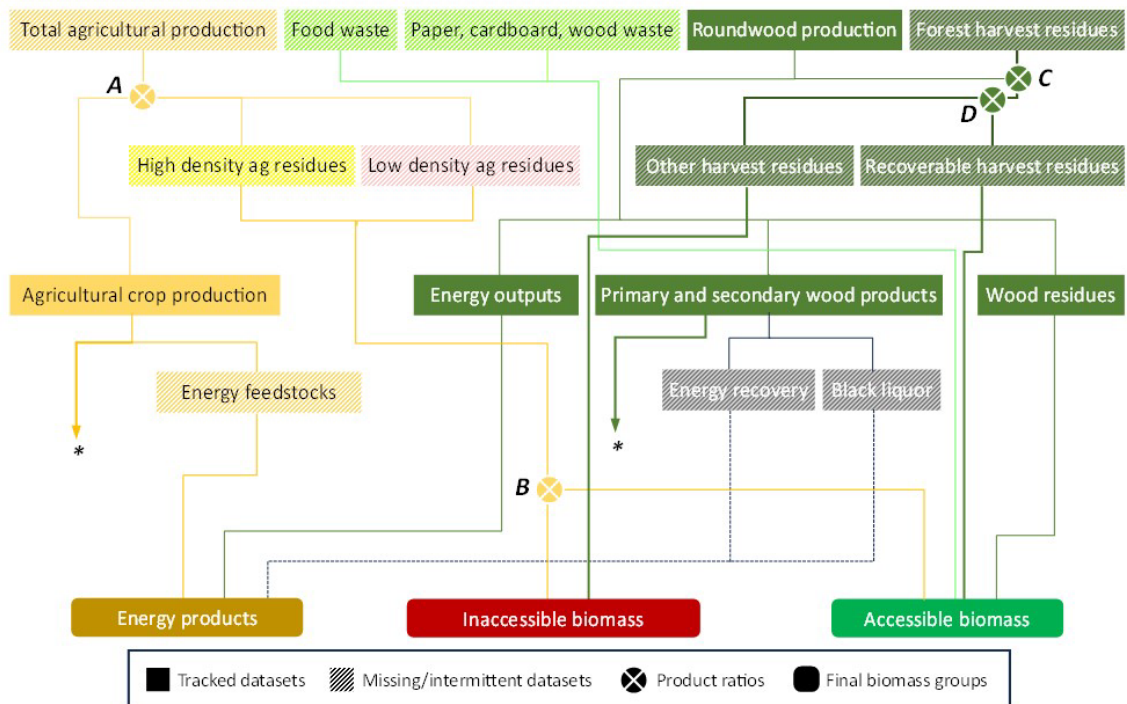 Total agricultural production
Food waste
Paper, cardboard, wood waste
Roundwood production
Forest harvest residues
A
C
D
High density ag residues
Low density ag residues
Other harvest residues
Recoverable harvest residues
Agricultural crop production
Energy outputs
Primary and secondary wood products
Wood residues
Energy feedstocks
Energy recovery
Black liquor
*
*
B
Energy products
Inaccessible biomass
Accessible biomass
Tracked datasets
Missing/intermittent datasets
Product ratios
Final biomass groups